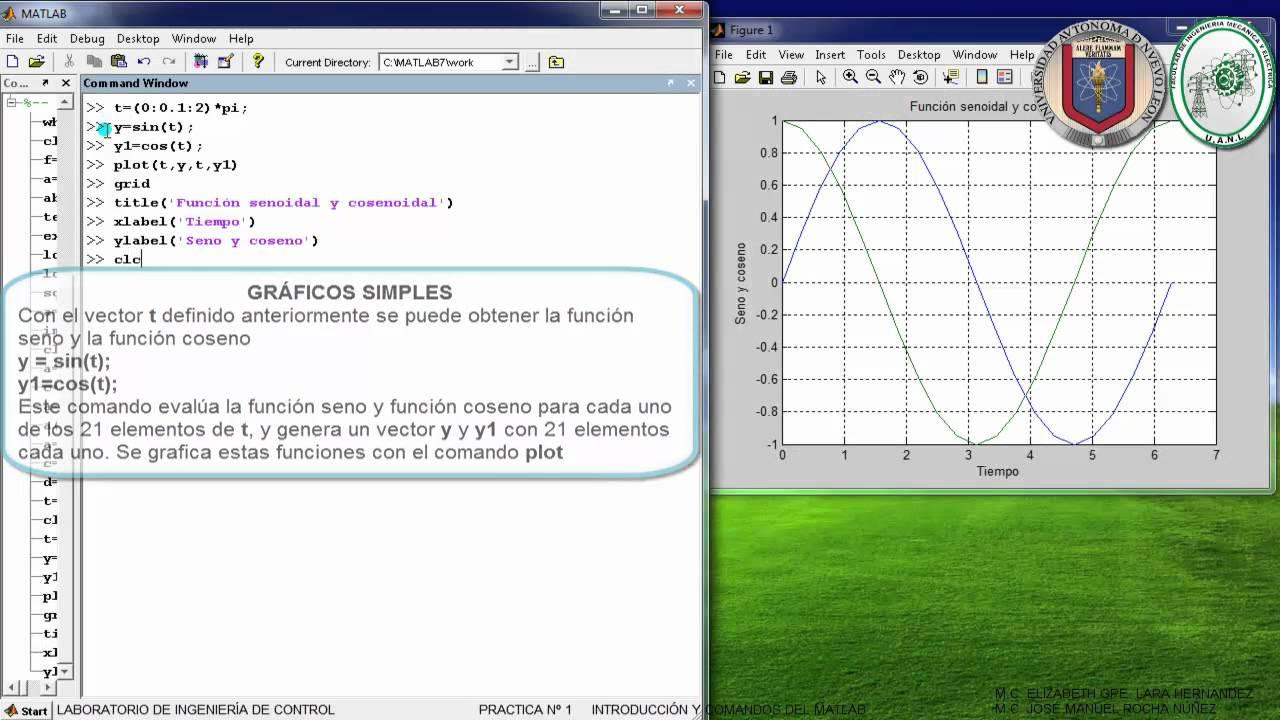 MATLAB
File Edit Debug Desktop Window Help
Current Directory: C:\MATLAB7\work
...
Co...
Command Window
>> t=(0:0.1:2)*pi;
>> y=sin(t);
>> y1=cos(t);
>> plot(t,y,t,y1)
>> grid
>> title('Función senoidal y cosenoidal')
>> xlabel('Tiempo')
>> ylabel('Seno y coseno')
>> clc
%--
wh
cl
f=
a=
ab
te
ex
lo
GRÁFICOS SIMPLES
Con el vector t definido anteriormente se puede obtener la función
seno y la función coseno
y = sin(t);
y1=cos(t);
Este comando evalúa la función seno y función coseno para cada uno
de los 21 elementos de t, y genera un vector y y y1 con 21 elementos
cada uno. Se grafica estas funciones con el comando plot
d=
t=
cl
t=
y=
y1
pl
gr
ti
xl
yl
Start
Figure 1
File Edit View Insert Tools Desktop Window Help
Función senoidal y co
Seno y coseno
1
0.8
0.6
0.4
0.2
0
-0.2
-0.4
-0.6
-0.8
-1
0 1 2 3 4 5 6 7
Tiempo
UNIVERSIDAD AVTONOMA D NVEVO LEON
ALERE FLAMMAM
VERITATIS
FACULTAD DE INGENIERIA MECANICA Y ELECTRICA
U.A.N.L.
M.C. ELIZABETH GPE. LARA HERNANDEZ
M.C. JOSE MANUEL ROCHA NUÑEZ
LABORATORIO DE INGENIERÍA DE CONTROL PRACTICA Nº 1 INTRODUCCIÓN Y COMANDOS DEL MATLAB